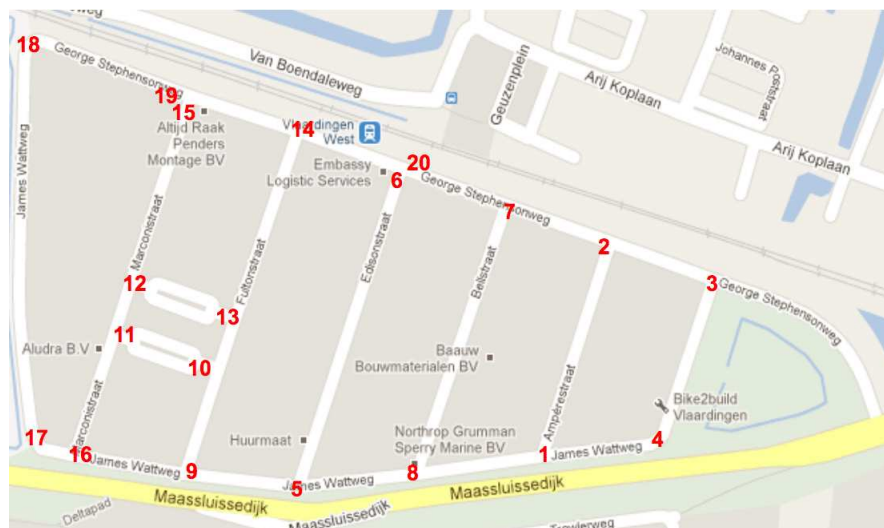 weg
18
George Stephensonweg
19
15
Altijd Raak
Penders
Montage BV
James Wattweg
Van Boendaleweg
Geuzenplein
Arij Koplaan
Johannes Poststraat
Arij Koplaan
14
Vlaardingen
West
Embassy
Logistic Services
20
6
George Stephensonweg
7
2
3
George Stephensonweg
Marconistraat
Fultonstraat
Edisonstraat
Bellstraat
12
13
11
10
Aludra B.V
Baauw
Bouwmaterialen BV
Ampèrestraat
Bike2build
Vlaardingen
Marconistraat
Huurmaat
Northrop Grumman
Sperry Marine BV
17
16
James Wattweg
9
5
James Wattweg
8
1
James Wattweg
4
Maassluissedijk
Maassluissedijk
Maassluissedijk
Deltapad
Trawlerweg